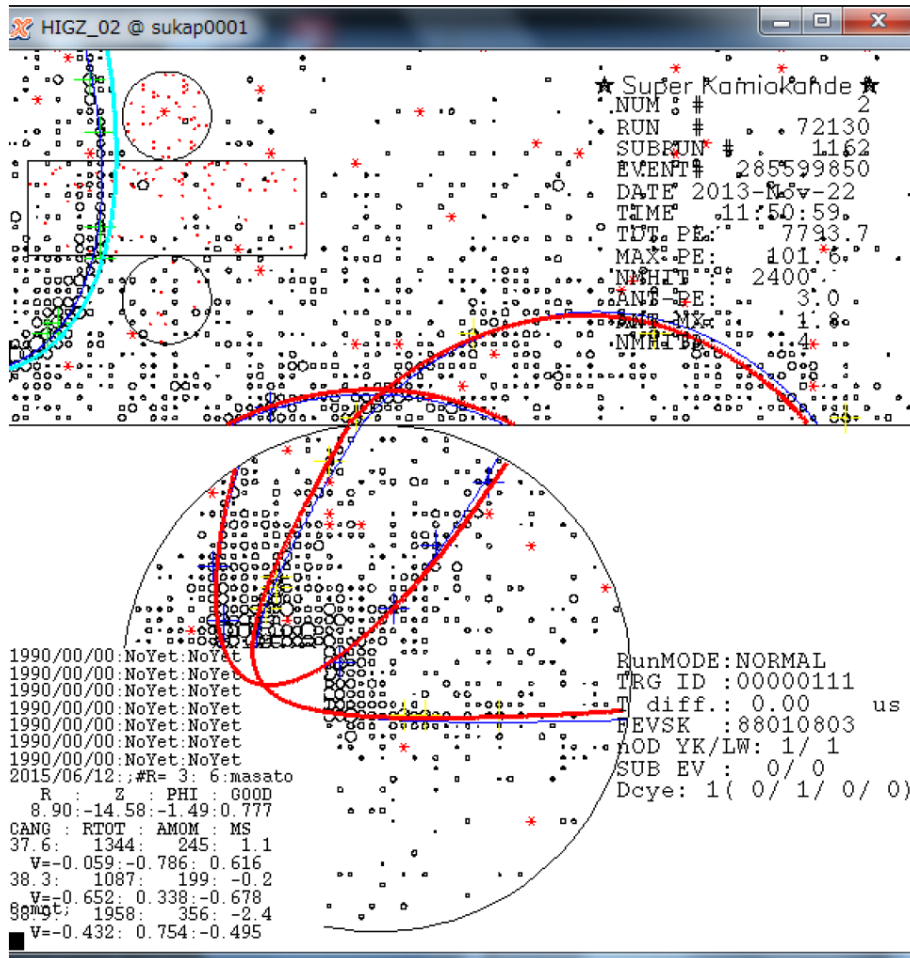 HIGZ_02 @ sukap0001
★ Super Kamiokande ★
NUM : # 2
RUN # 72130
SUBRUN # 1162
EVENT# 285599850
DATE 2013-Nov-22
TIME 11:50:59
TOT PE: 7793.7
MAX PE: 101.6
NMHIT : 2400
ANT-PE: 3.0
ANT-MX: 1.8
NMHIT 4
1990/00/00:NoYet:NoYet
1990/00/00:NoYet:NoYet
1990/00/00:NoYet:NoYet
1990/00/00:NoYet:NoYet
1990/00/00:NoYet:NoYet
1990/00/00:NoYet:NoYet
2015/06/12:;#R= 3: 6:masato
R : Z : PHI : GOOD
8.90:-14.58:-1.49:0.777
CANG : RTOT : AMOM : MS
37.6: 1344: 245: 1.1
V=-0.059:-0.786: 0.616
38.3: 1087: 199: -0.2
V=-0.652: 0.338:-0.678
1958: 356: -2.4
V=-0.432: 0.754:-0.495
RunMODE:NORMAL
TRG ID :00000111
T diff.: 0.00 us
FEVSK :88010803
nOD YK/LW: 1/ 1
SUB EV : 0/ 0
Dcye: 1( 0/ 1/ 0/ 0)